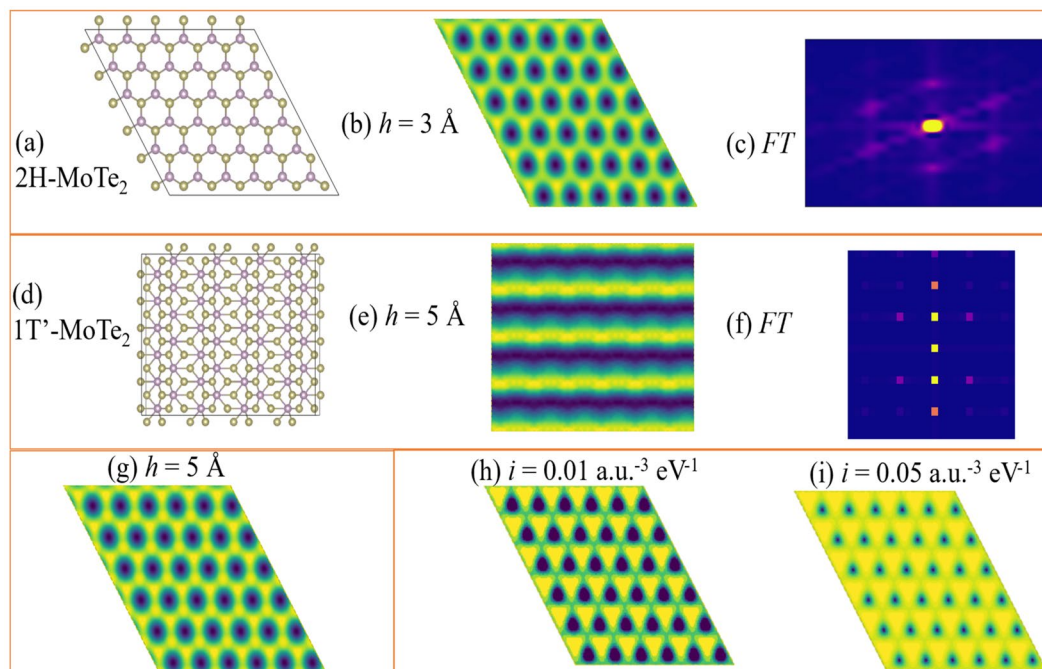 (a)
2H-MoTe₂
(b) h = 3 Å
(c) FT
(d)
1T’-MoTe₂
(e) h = 5 Å
(f) FT
(g) h = 5 Å
(h) i = 0.01 a.u.⁻³ eV⁻¹
(i) i = 0.05 a.u.⁻³ eV⁻¹